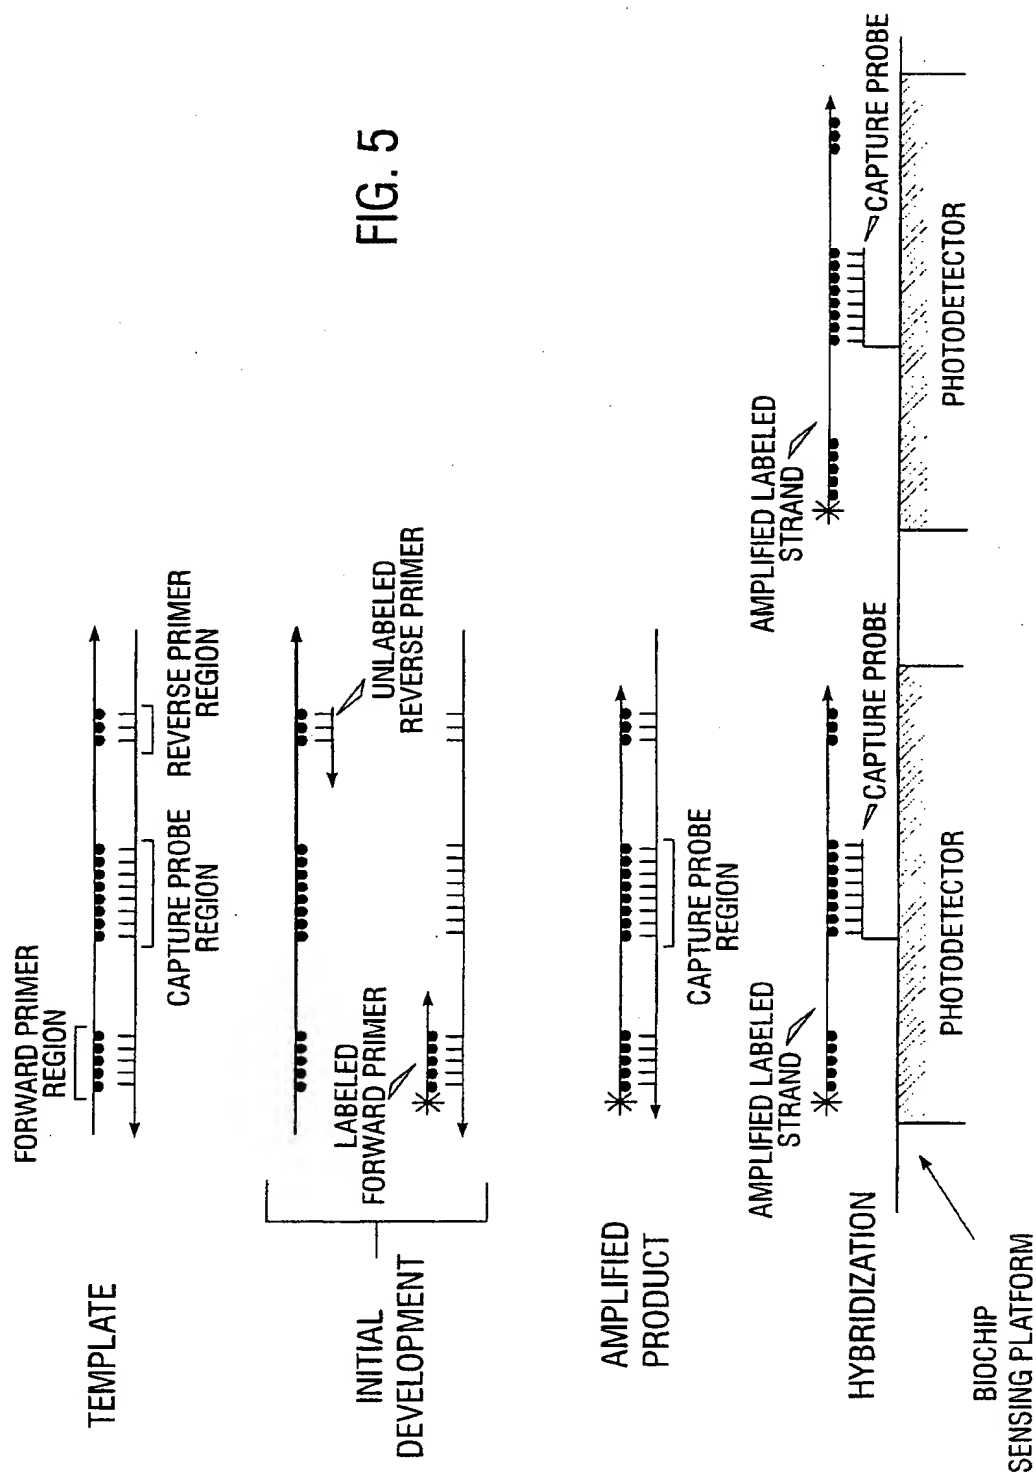 FIG. 5
TEMPLATE
FORWARD PRIMER
REGION
CAPTURE PROBE
REGION
REVERSE PRIMER
REGION
INITIAL
DEVELOPMENT
LABELED
FORWARD PRIMER
UNLABELED
REVERSE PRIMER
AMPLIFIED
PRODUCT
CAPTURE PROBE
REGION
HYBRIDIZATION
AMPLIFIED LABELED
STRAND
CAPTURE PROBE
AMPLIFIED LABELED
STRAND
CAPTURE PROBE
PHOTODETECTOR
PHOTODETECTOR
BIOCHIP
SENSING PLATFORM